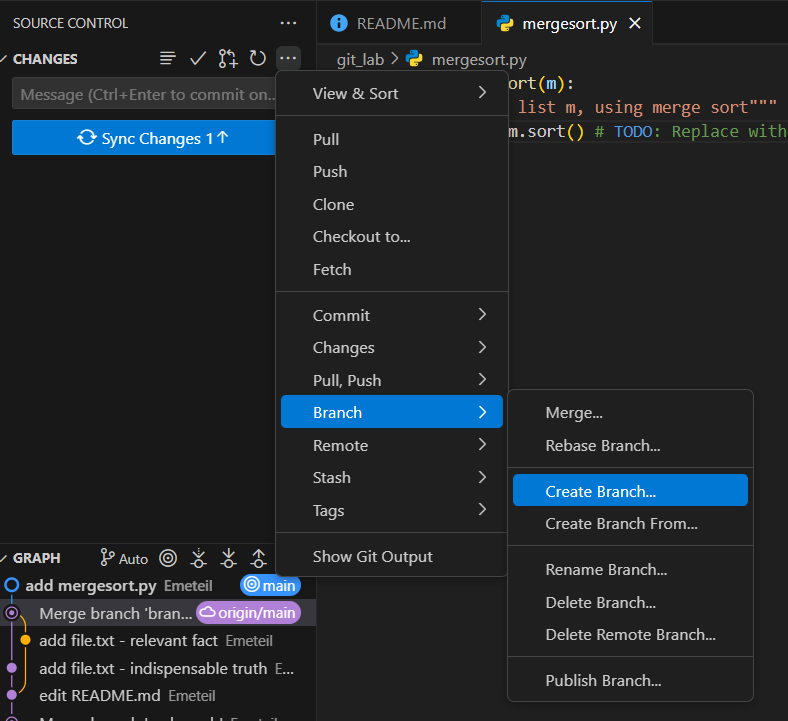 SOURCE CONTROL
CHANGES
Message (Ctrl+Enter to commit on...
Sync Changes 1↑
README.md
mergesort.py
git_lab > mergesort.py
ort(m):
list m, using merge sort"""
m.sort() # TODO: Replace with
View & Sort
Pull
Push
Clone
Checkout to...
Fetch
Commit
Changes
Pull, Push
Branch
Remote
Stash
Tags
Show Git Output
Merge...
Rebase Branch...
Create Branch...
Create Branch From...
Rename Branch...
Delete Branch...
Delete Remote Branch...
Publish Branch...
GRAPH
Auto
add mergesort.py Emeteil main
Merge branch 'bran... origin/main
add file.txt - relevant fact Emeteil
add file.txt - indispensable truth E...
edit README.md Emeteil